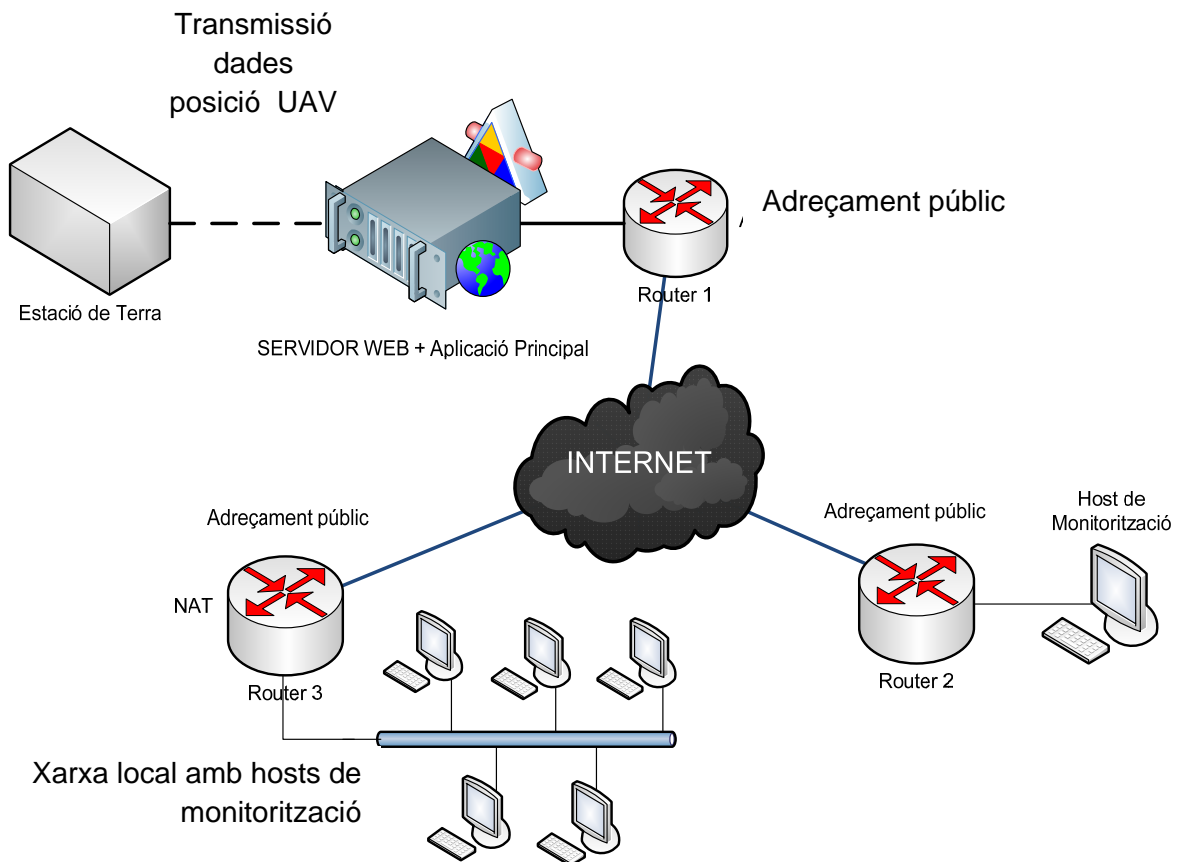 Transmissió
dades
posició UAV
Adreçament públic
Router 1
Estació de Terra
SERVIDOR WEB + Aplicació Principal
INTERNET
Adreçament públic
Adreçament públic
Host de
Monitorització
NAT
Router 3
Router 2
Xarxa local amb hosts de
monitorització